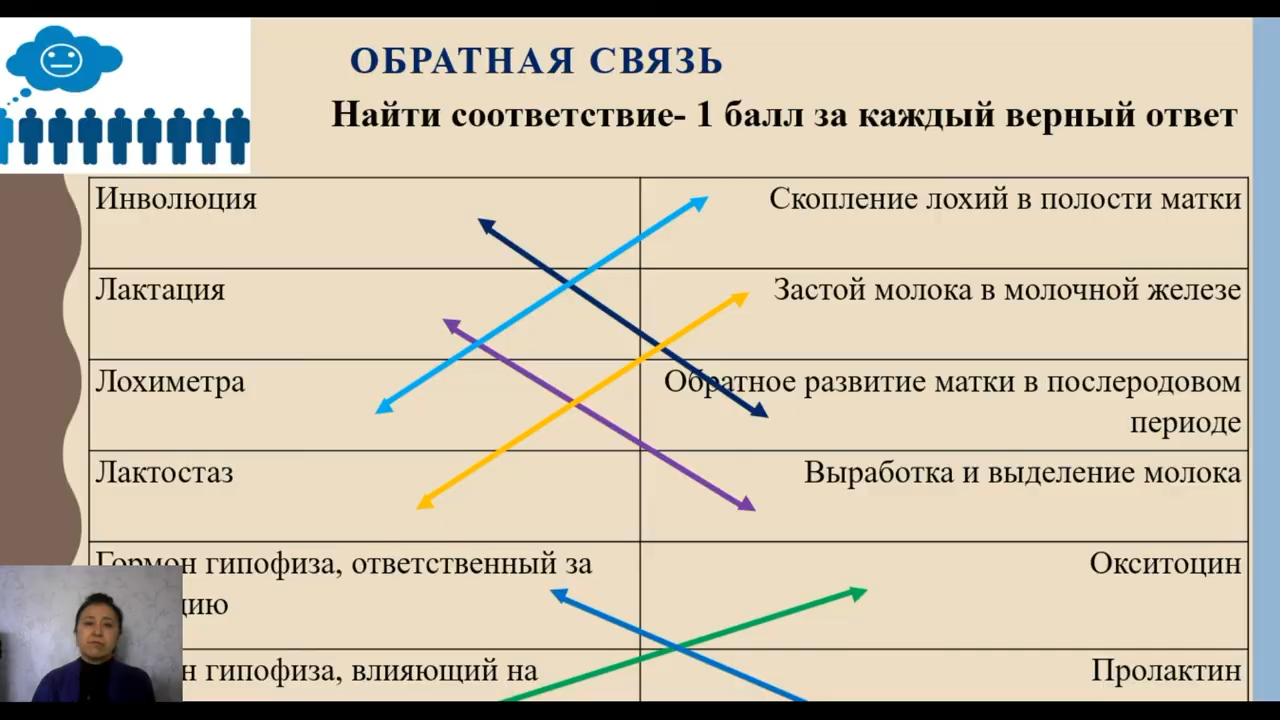 ОБРАТНАЯ СВЯЗЬ
Найти соответствие- 1 балл за каждый верный ответ
Инволюция
Скопление лохий в полости матки
Лактация
Застой молока в молочной железе
Лохиметра
Обратное развитие матки в послеродовом
периоде
Лактостаз
Выработка и выделение молока
Гормон гипофиза, ответственный за
Окситоцин
гипофиза, влияющий на
Пролактин